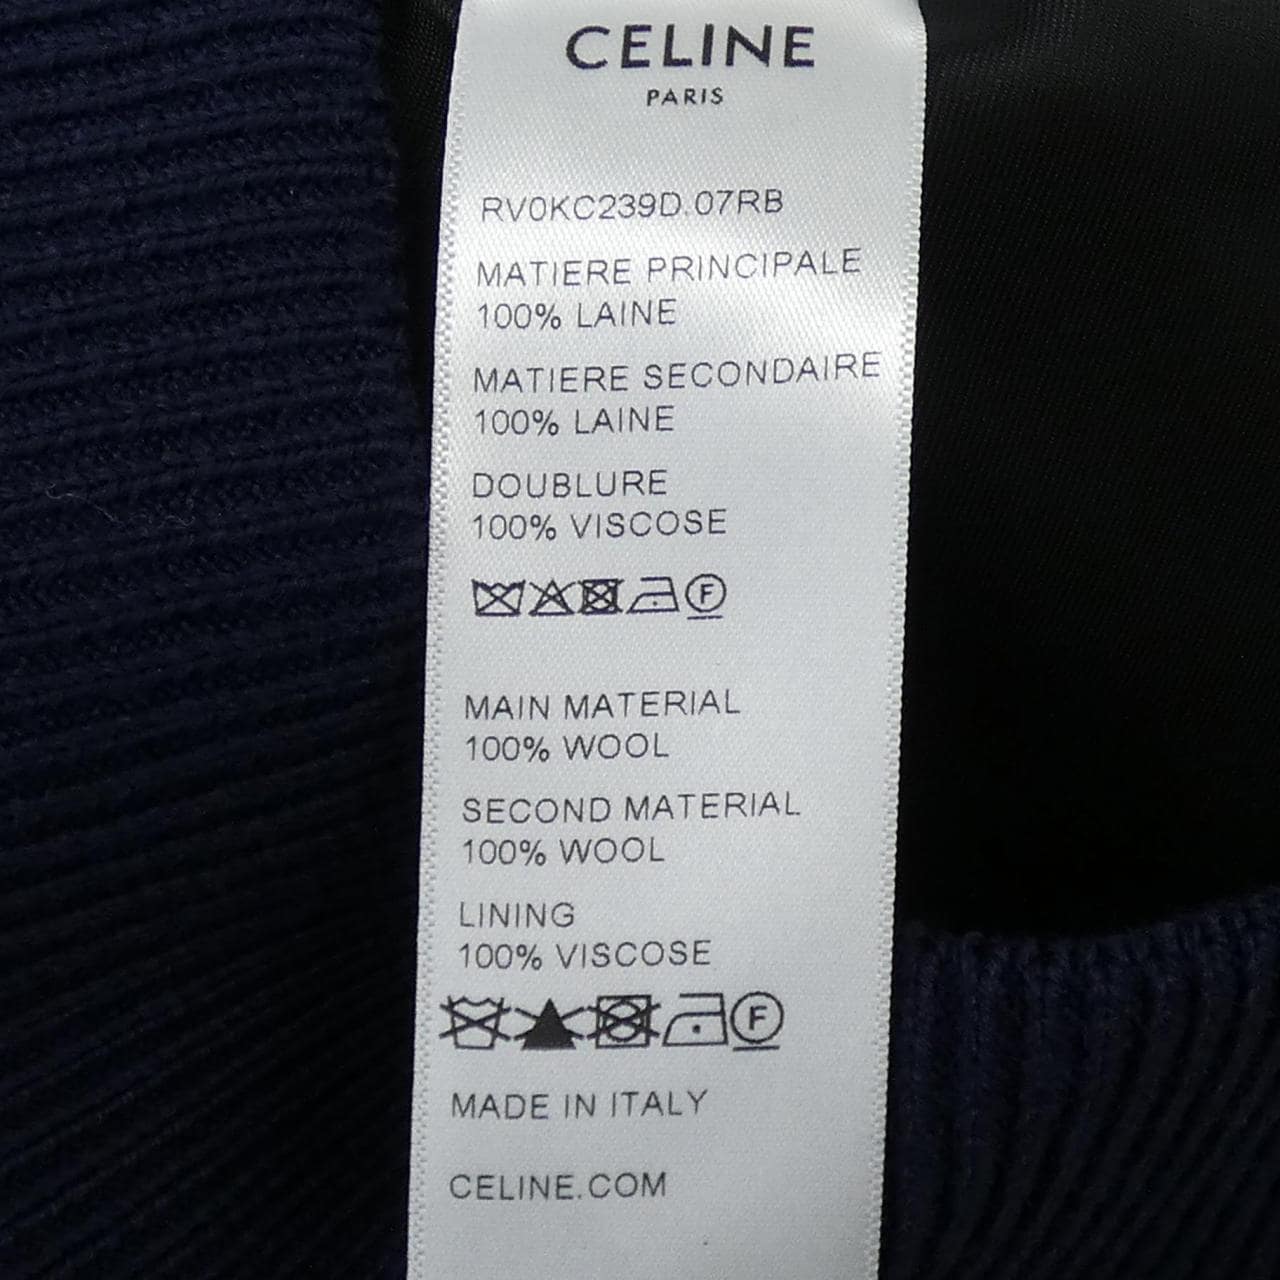 CELINE
PARIS
RV0KC239D.07RB
MATIERE PRINCIPALE
100% LAINE
MATIERE SECONDAIRE
100% LAINE
DOUBLURE
100% VISCOSE
F
MAIN MATERIAL
100% WOOL
SECOND MATERIAL
100% WOOL
LINING
100% VISCOSE
F
MADE IN ITALY
CELINE.COM